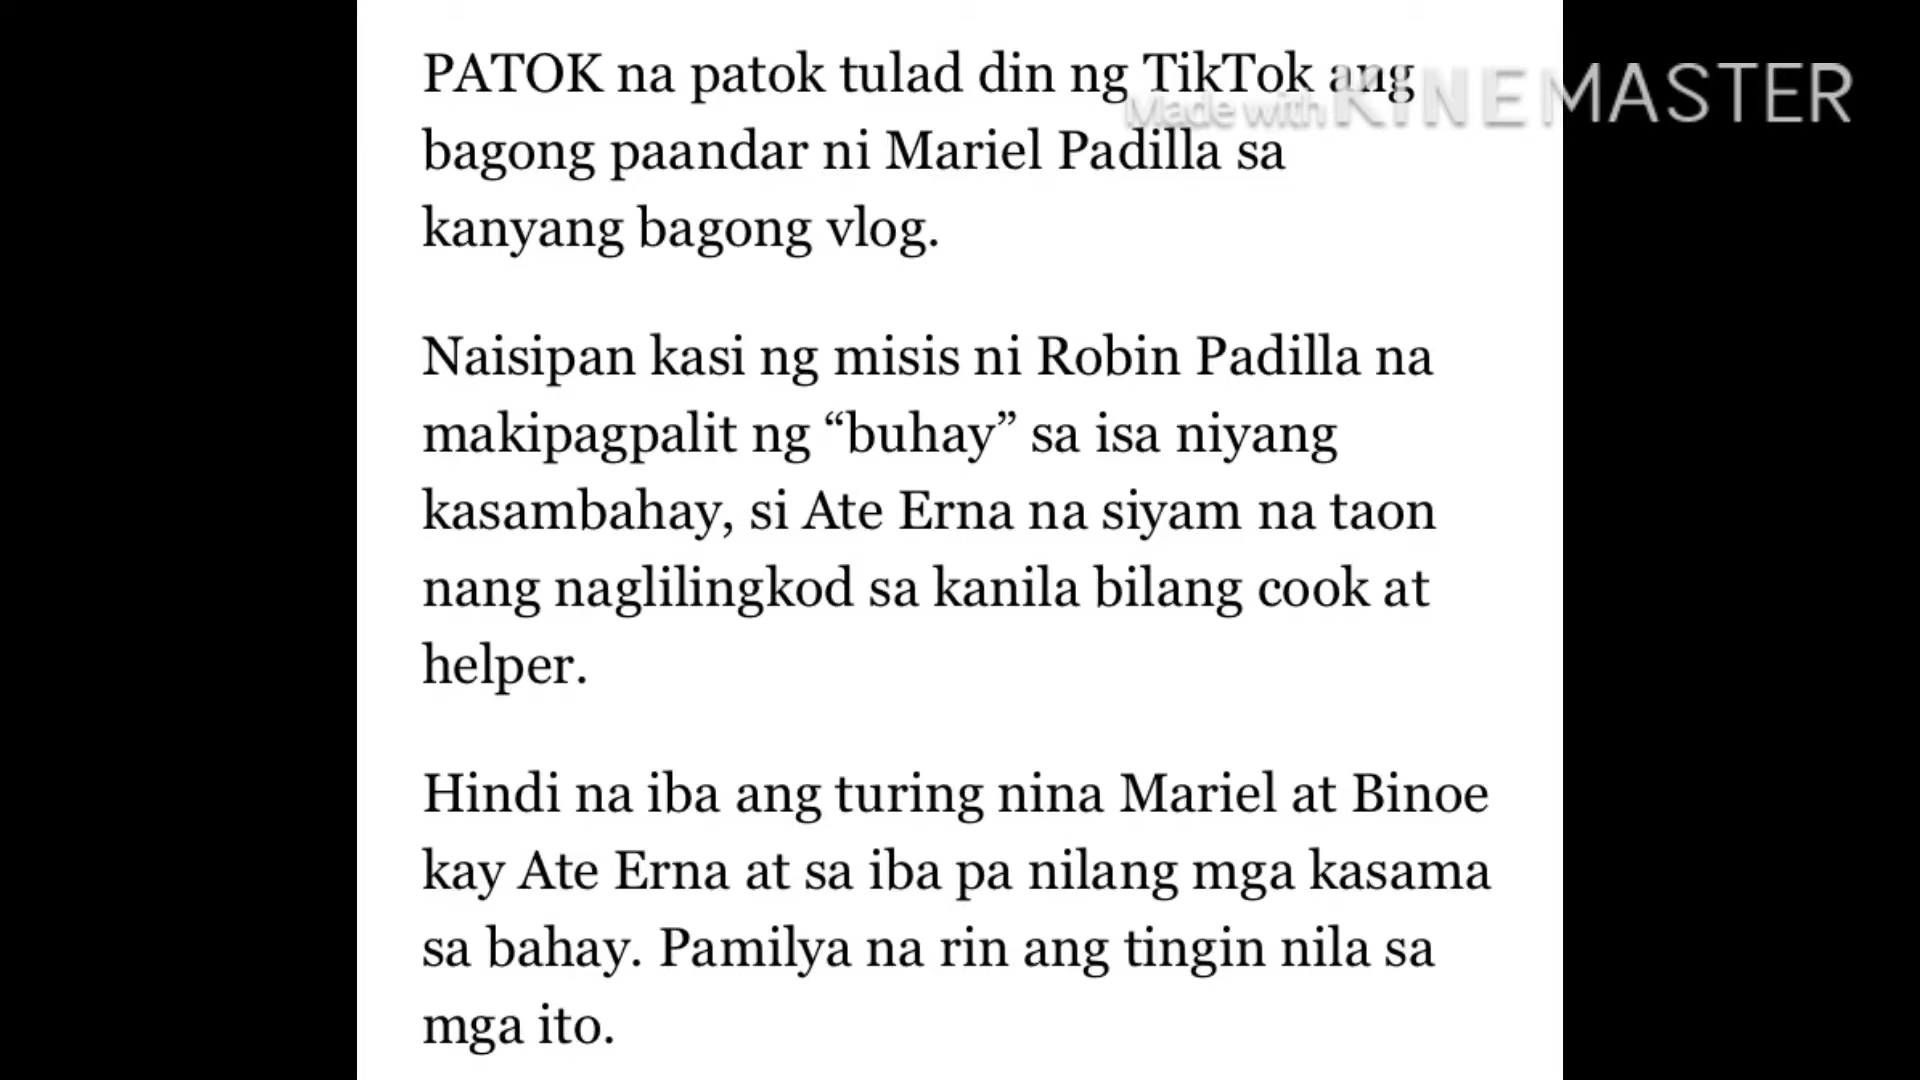 PATOK na patok tulad din ng TikTok ang
Made with KINEMASTER
bagong paandar ni Mariel Padilla sa
kanyang bagong vlog.
Naisipan kasi ng misis ni Robin Padilla na
makipagpalit ng “buhay” sa isa niyang
kasambahay, si Ate Erna na siyam na taon
nang naglilingkod sa kanila bilang cook at
helper.
Hindi na iba ang turing nina Mariel at Binoe
kay Ate Erna at sa iba pa nilang mga kasama
sa bahay. Pamilya na rin ang tingin nila sa
mga ito.